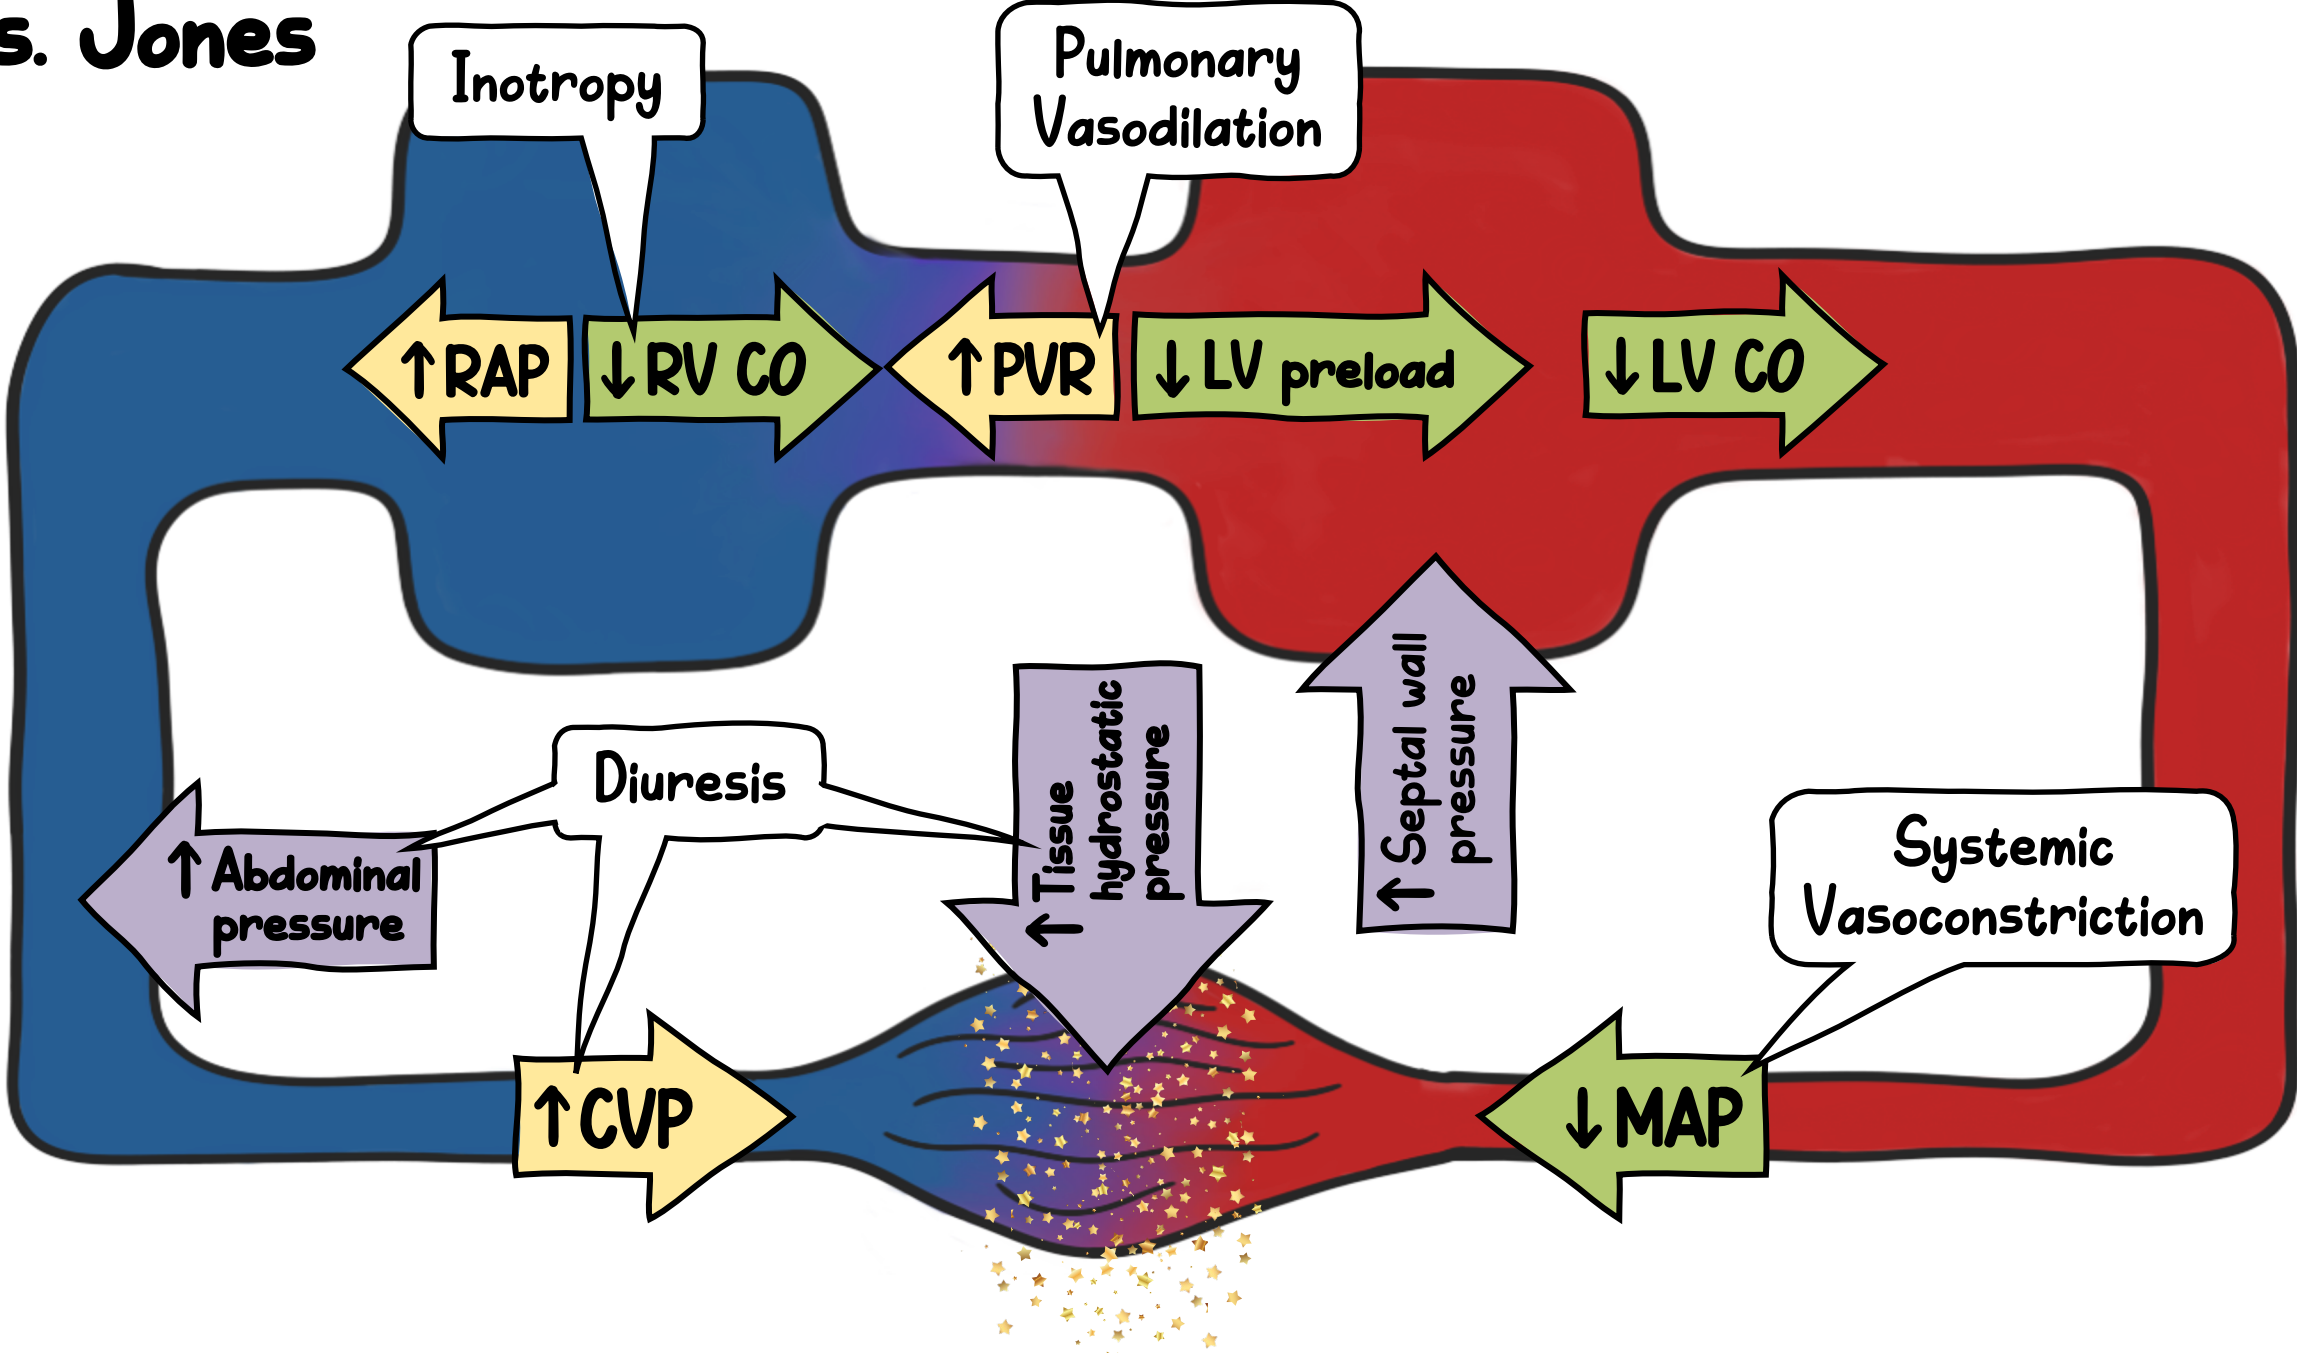 s. Jones
Inotropy
Pulmonary
Vasodilation
↑ RAP
↓ RV CO
↑ PVR
↓ LV preload
↓ LV CO
↑ Abdominal
pressure
Diuresis
↑ Tissue
hydrostatic
pressure
↑ Septal wall
pressure
Systemic
Vasoconstriction
↑ CVP
↓ MAP